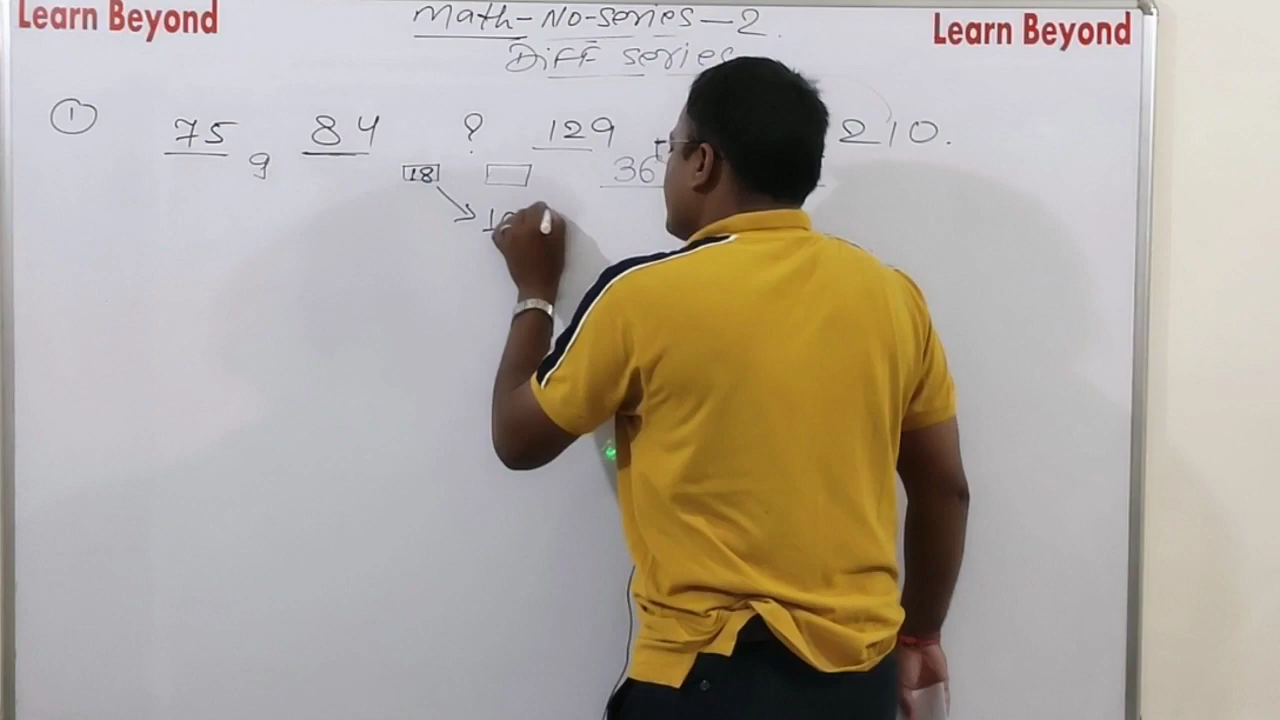 Learn Beyond
Math-No-series-2.
Learn Beyond
Diff series
1 75 84 ? 129 210.
9 18 36